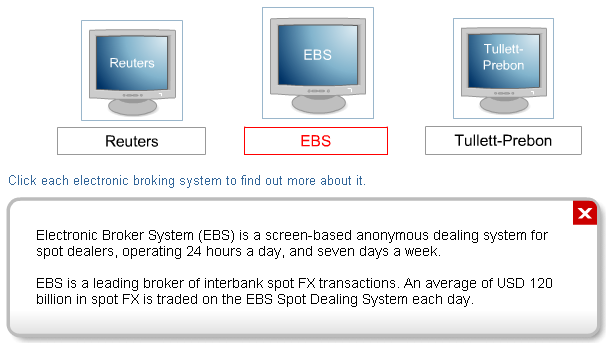 Reuters
EBS
Tullett-
Prebon
Reuters
EBS
Tullett-Prebon
Click each electronic broking system to find out more about it.
Electronic Broker System (EBS) is a screen-based anonymous dealing system for
spot dealers, operating 24 hours a day, and seven days a week.
EBS is a leading broker of interbank spot FX transactions. An average of USD 120
billion in spot FX is traded on the EBS Spot Dealing System each day.